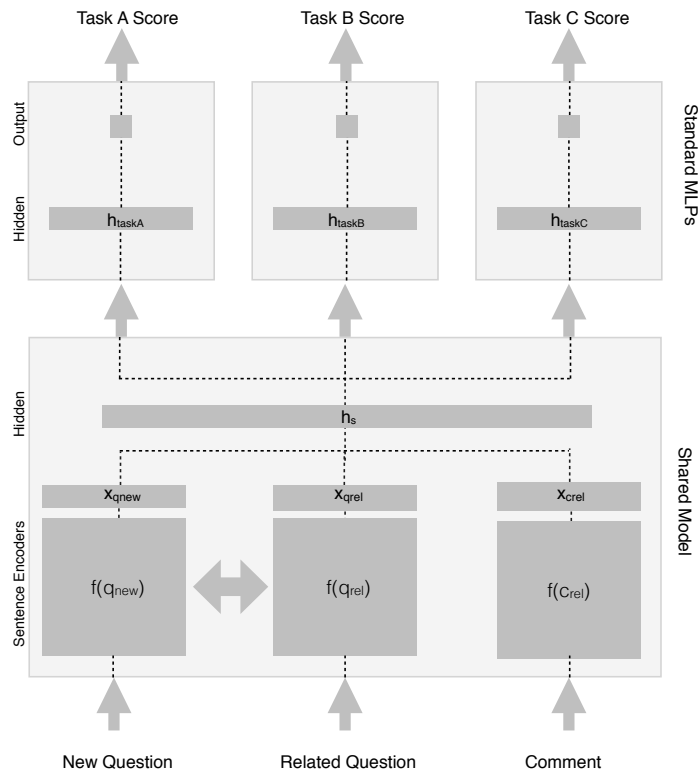 Task A Score
Task B Score
Task C Score
Output
Hidden
Standard MLPs
htaskA
htaskB
htaskC
Hidden
hs
Shared Model
xqnew
xqrel
xcrel
Sentence Encoders
f(qnew)
f(qrel)
f(crel)
New Question
Related Question
Comment